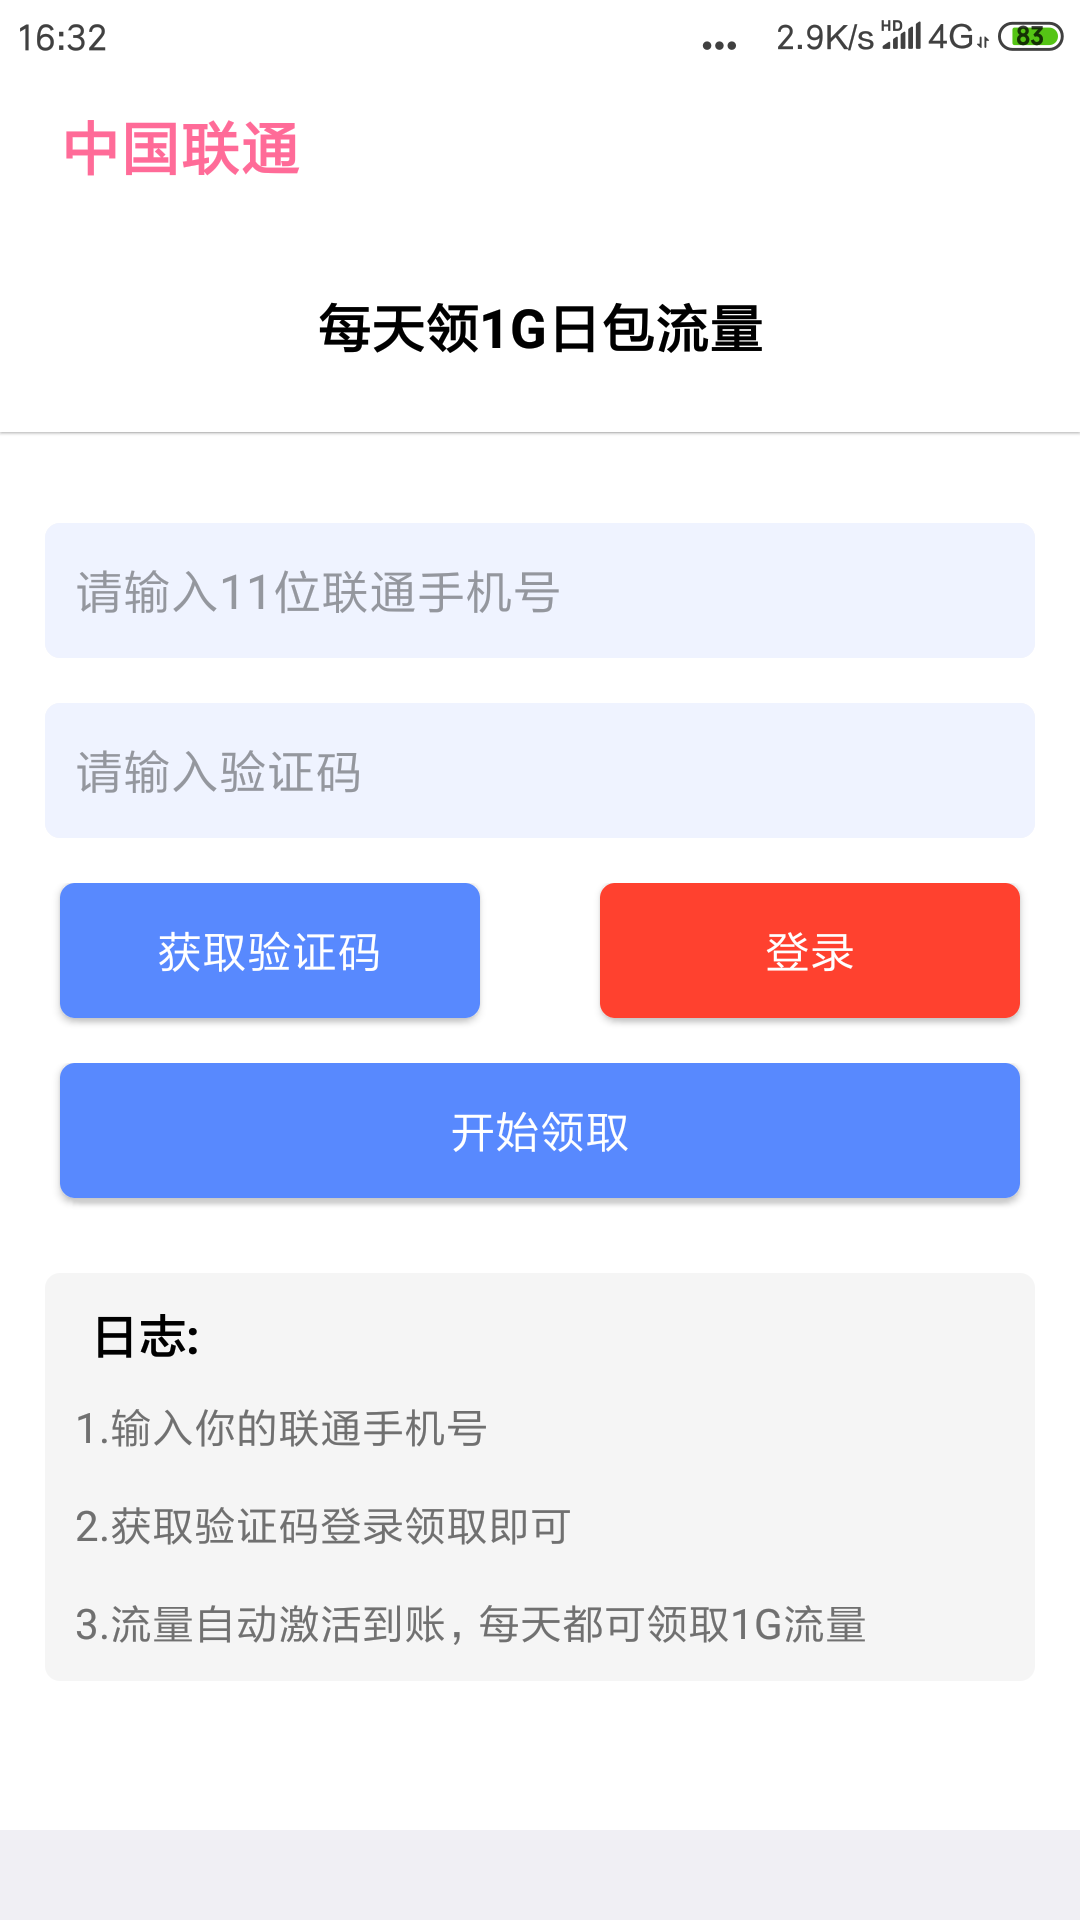 16:32 ... 2.9K/s HD 4G 83
中国联通
每天领1G日包流量
请输入11位联通手机号
请输入验证码
获取验证码 登录
开始领取
日志:
1.输入你的联通手机号
2.获取验证码登录领取即可
3.流量自动激活到账，每天都可领取1G流量